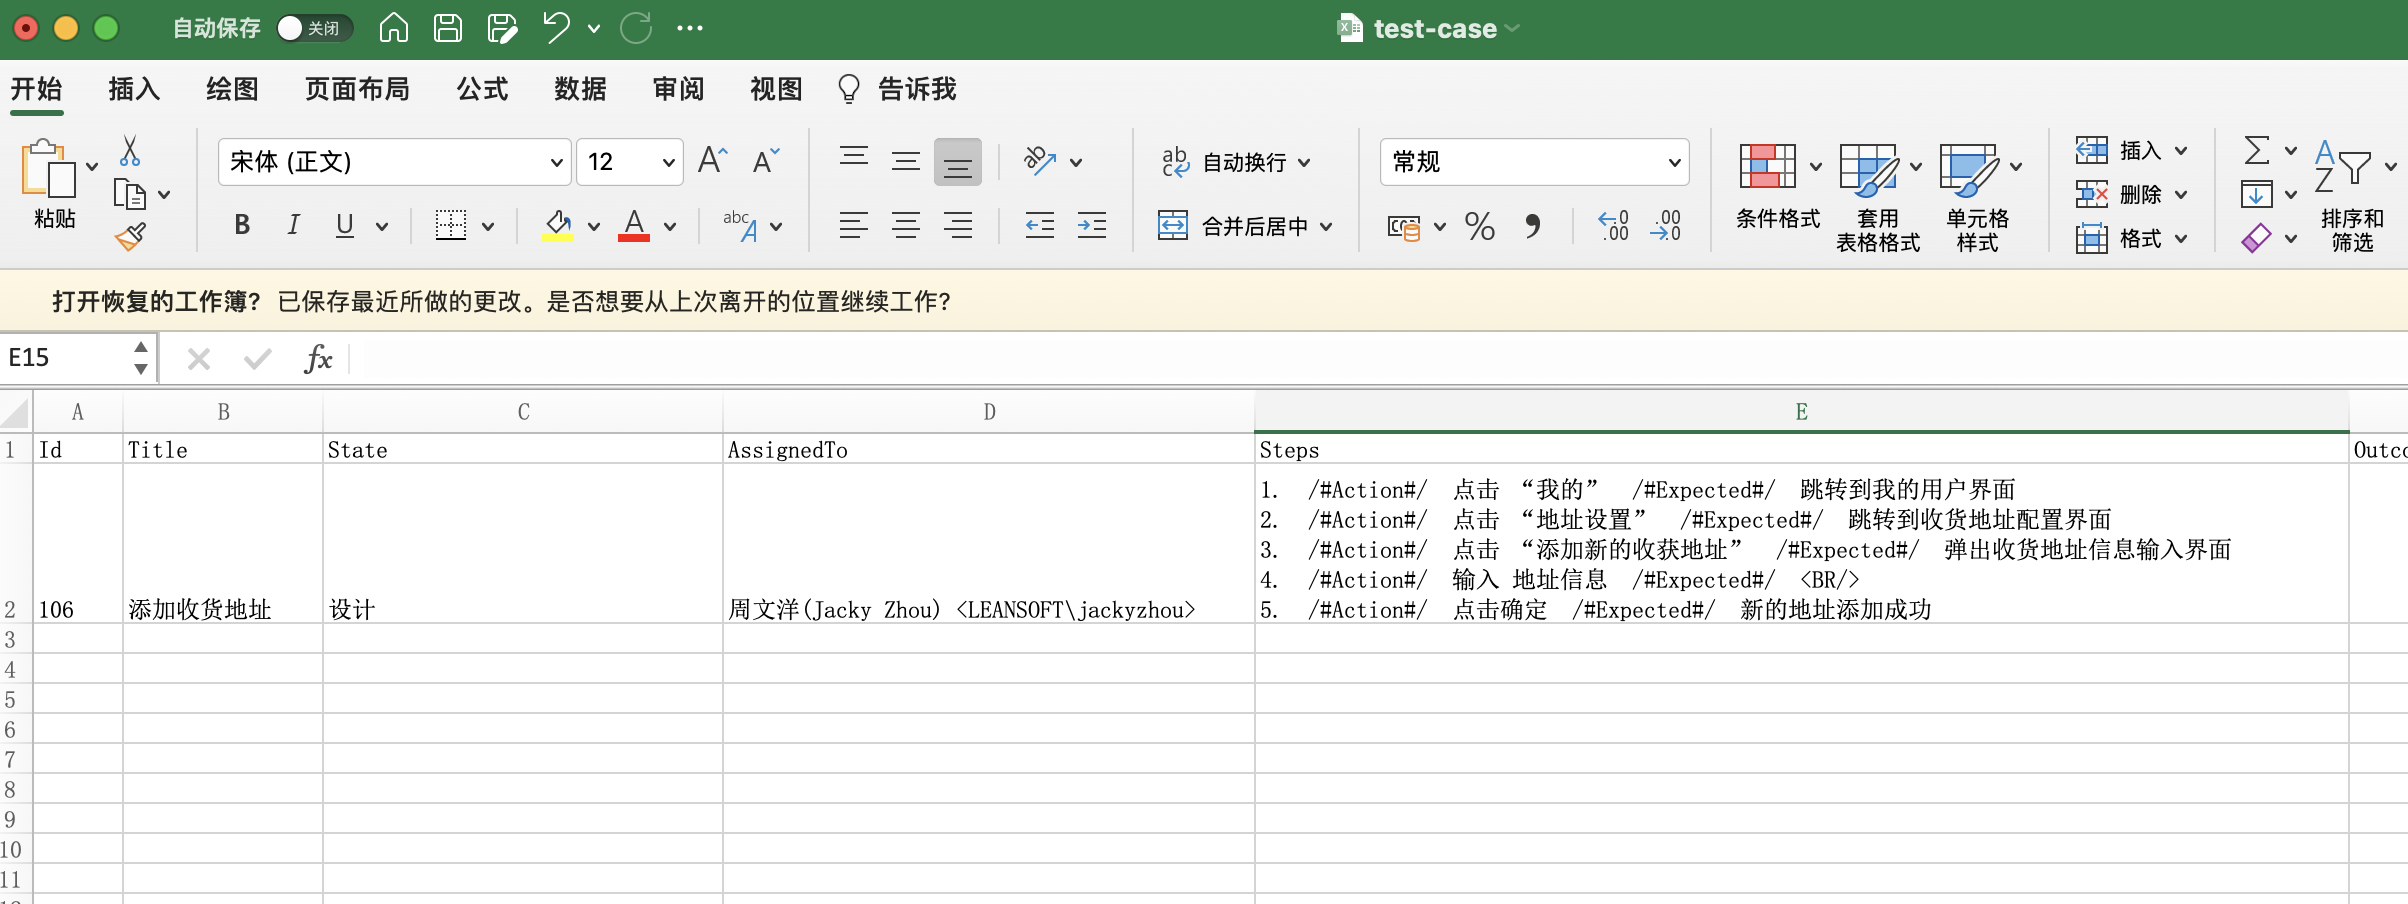 自动保存 关闭 test-case
开始 插入 绘图 页面布局 公式 数据 审阅 视图 告诉我
粘贴 宋体 (正文) 12 自动换行 常规 条件格式 套用 表格格式 单元格 样式 插入 删除 格式 排序和 筛选
B I U A abc A 合并后居中 %
打开恢复的工作簿? 已保存最近所做的更改。是否想要从上次离开的位置继续工作?
E15 fx
A B C D E
1 Id Title State AssignedTo Steps
1. /#Action#/ 点击 “我的” /#Expected#/ 跳转到我的用户界面
2. /#Action#/ 点击 “地址设置” /#Expected#/ 跳转到收货地址配置界面
3. /#Action#/ 点击 “添加新的收获地址” /#Expected#/ 弹出收货地址信息输入界面
4. /#Action#/ 输入 地址信息 /#Expected#/ <BR/>
2 106 添加收货地址 设计 周文洋(Jacky Zhou) <LEANSOFT\jackyzhou> 5. /#Action#/ 点击确定 /#Expected#/ 新的地址添加成功
3
4
5
6
7
8
9
10
11